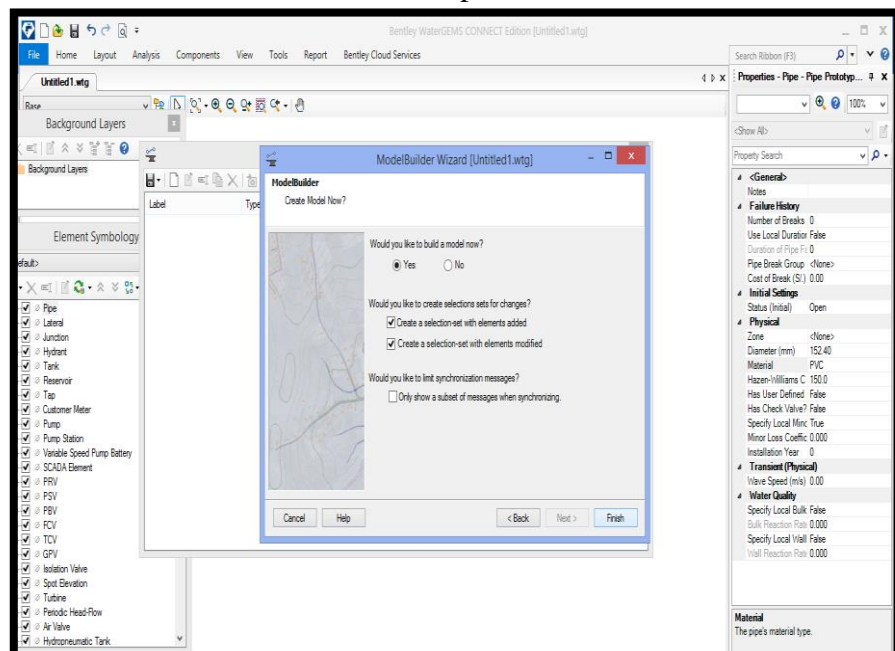 Bentley WaterGEMS CONNECT Edition [Untitled1.wtg]
File Home Layout Analysis Components View Tools Report Bentley Cloud Services
Search Ribbon (F3)
Untitled1.wtg
Properties - Pipe - Pipe Prototyp...
Base
100%
Background Layers
<Show All>
Background Layers
Property Search
Label
Type
Element Symbology
efault>
Pipe
Lateral
Junction
Hydrant
Tank
Reservoir
Tap
Customer Meter
Pump
Pump Station
Variable Speed Pump Battery
SCADA Element
PRV
PSV
PBV
FCV
TCV
GPV
Isolation Valve
Spot Elevation
Turbine
Periodic Head-Flow
Air Valve
Hydropneumatic Tank
ModelBuilder Wizard [Untitled1.wtg]
ModelBuilder
Create Model Now?
Would you like to build a model now?
Yes No
Would you like to create selections sets for changes?
Create a selection-set with elements added
Create a selection-set with elements modified
Would you like to limit synchronization messages?
Only show a subset of messages when synchronizing.
Cancel Help < Back Next > Finish
<General>
Notes
Failure History
Number of Breaks 0
Use Local Duration False
Duration of Pipe Fa 0
Pipe Break Group <None>
Cost of Break (S/.) 0.00
Initial Settings
Status (Initial) Open
Physical
Zone <None>
Diameter (mm) 152.40
Material PVC
Hazen-Williams C 150.0
Has User Defined False
Has Check Valve? False
Specify Local Minc True
Minor Loss Coeffic 0.000
Installation Year 0
Transient (Physical)
Wave Speed (m/s) 0.00
Water Quality
Specify Local Bulk False
Bulk Reaction Rate 0.000
Specify Local Wall False
Wall Reaction Rate 0.000
Material
The pipe's material type.